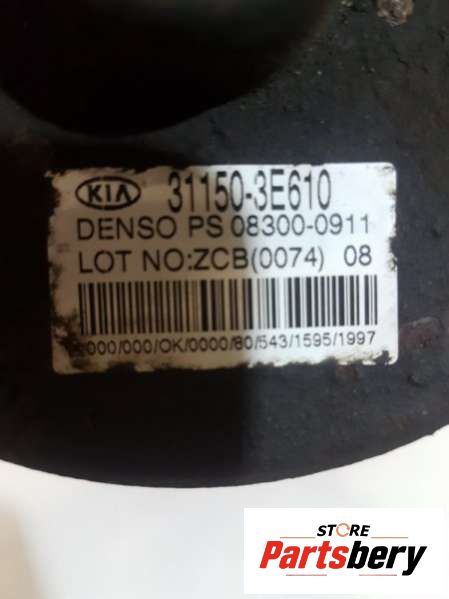 KIA 31150-3E610
DENSO PS 08300-0911
LOT NO:ZCB(0074) 08
000/000/OK/0000/80/543/1595/1997
STORE
Partsbery